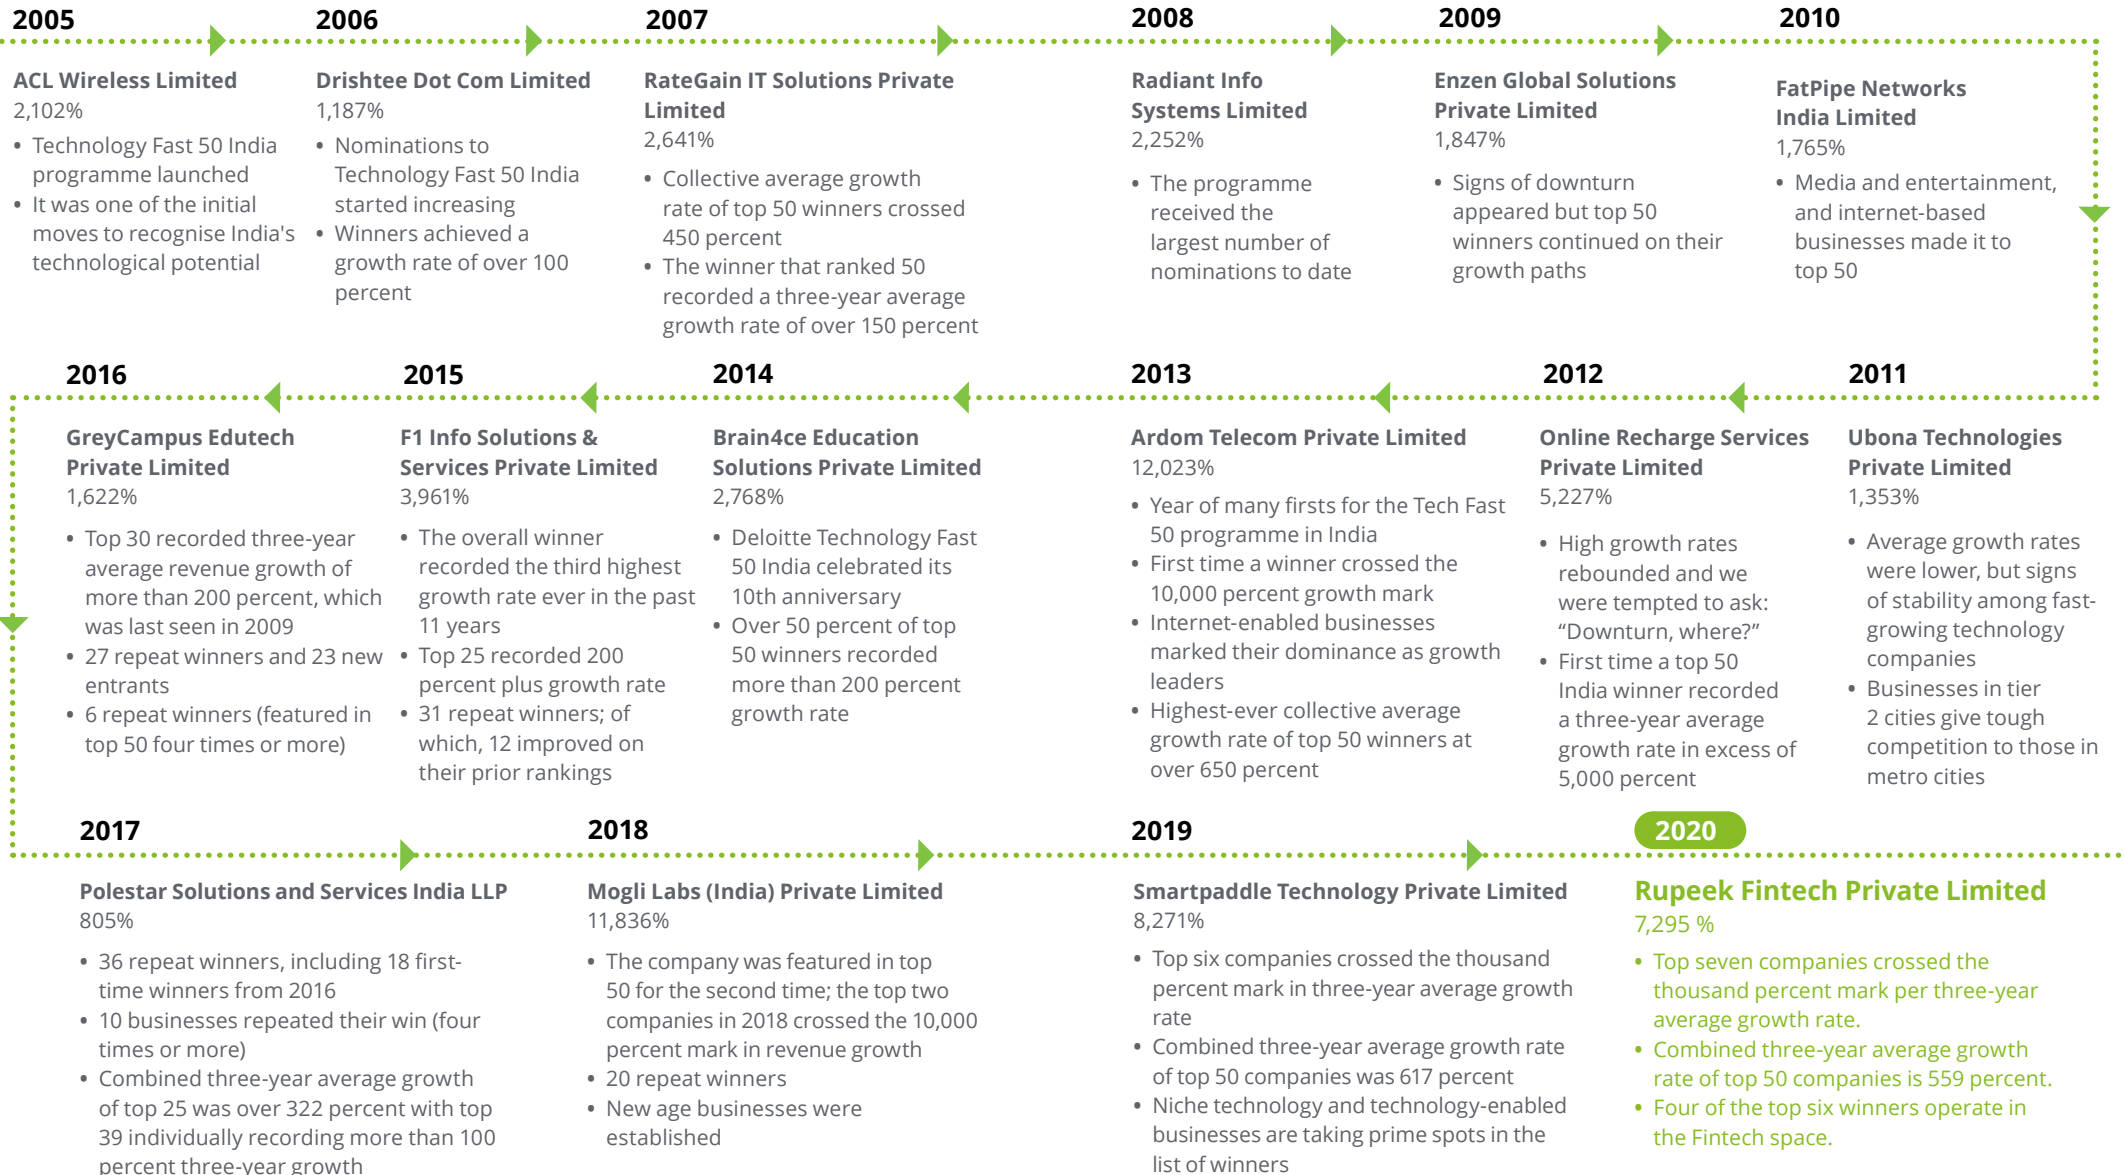 2005
ACL Wireless Limited
2,102%
• Technology Fast 50 India
programme launched
• It was one of the initial
moves to recognise India's
technological potential
2006
Drishtee Dot Com Limited
1,187%
• Nominations to
Technology Fast 50 India
started increasing
• Winners achieved a
growth rate of over 100
percent
2007
RateGain IT Solutions Private
Limited
2,641%
• Collective average growth
rate of top 50 winners crossed
450 percent
• The winner that ranked 50
recorded a three-year average
growth rate of over 150 percent
2008
Radiant Info
Systems Limited
2,252%
• The programme
received the
largest number of
nominations to date
2009
Enzen Global Solutions
Private Limited
1,847%
• Signs of downturn
appeared but top 50
winners continued on their
growth paths
2010
FatPipe Networks
India Limited
1,765%
• Media and entertainment,
and internet-based
businesses made it to
top 50
2011
Ubona Technologies
Private Limited
1,353%
• Average growth rates
were lower, but signs
of stability among fast-
growing technology
companies
• Businesses in tier
2 cities give tough
competition to those in
metro cities
2012
Online Recharge Services
Private Limited
5,227%
• High growth rates
rebounded and we
were tempted to ask:
“Downturn, where?”
• First time a top 50
India winner recorded
a three-year average
growth rate in excess of
5,000 percent
2013
Ardom Telecom Private Limited
12,023%
• Year of many firsts for the Tech Fast
50 programme in India
• First time a winner crossed the
10,000 percent growth mark
• Internet-enabled businesses
marked their dominance as growth
leaders
• Highest-ever collective average
growth rate of top 50 winners at
over 650 percent
2014
Brain4ce Education
Solutions Private Limited
2,768%
• Deloitte Technology Fast
50 India celebrated its
10th anniversary
• Over 50 percent of top
50 winners recorded
more than 200 percent
growth rate
2015
F1 Info Solutions &
Services Private Limited
3,961%
• The overall winner
recorded the third highest
growth rate ever in the past
11 years
• Top 25 recorded 200
percent plus growth rate
• 31 repeat winners; of
which, 12 improved on
their prior rankings
2016
GreyCampus Edutech
Private Limited
1,622%
• Top 30 recorded three-year
average revenue growth of
more than 200 percent, which
was last seen in 2009
• 27 repeat winners and 23 new
entrants
• 6 repeat winners (featured in
top 50 four times or more)
2017
Polestar Solutions and Services India LLP
805%
• 36 repeat winners, including 18 first-
time winners from 2016
• 10 businesses repeated their win (four
times or more)
• Combined three-year average growth
of top 25 was over 322 percent with top
39 individually recording more than 100
percent three-year growth
2018
Mogli Labs (India) Private Limited
11,836%
• The company was featured in top
50 for the second time; the top two
companies in 2018 crossed the 10,000
percent mark in revenue growth
• 20 repeat winners
• New age businesses were
established
2019
Smartpaddle Technology Private Limited
8,271%
• Top six companies crossed the thousand
percent mark in three-year average growth
rate
• Combined three-year average growth rate
of top 50 companies was 617 percent
• Niche technology and technology-enabled
businesses are taking prime spots in the
list of winners
2020
Rupeek Fintech Private Limited
7,295 %
• Top seven companies crossed the
thousand percent mark per three-year
average growth rate.
• Combined three-year average growth
rate of top 50 companies is 559 percent.
• Four of the top six winners operate in
the Fintech space.